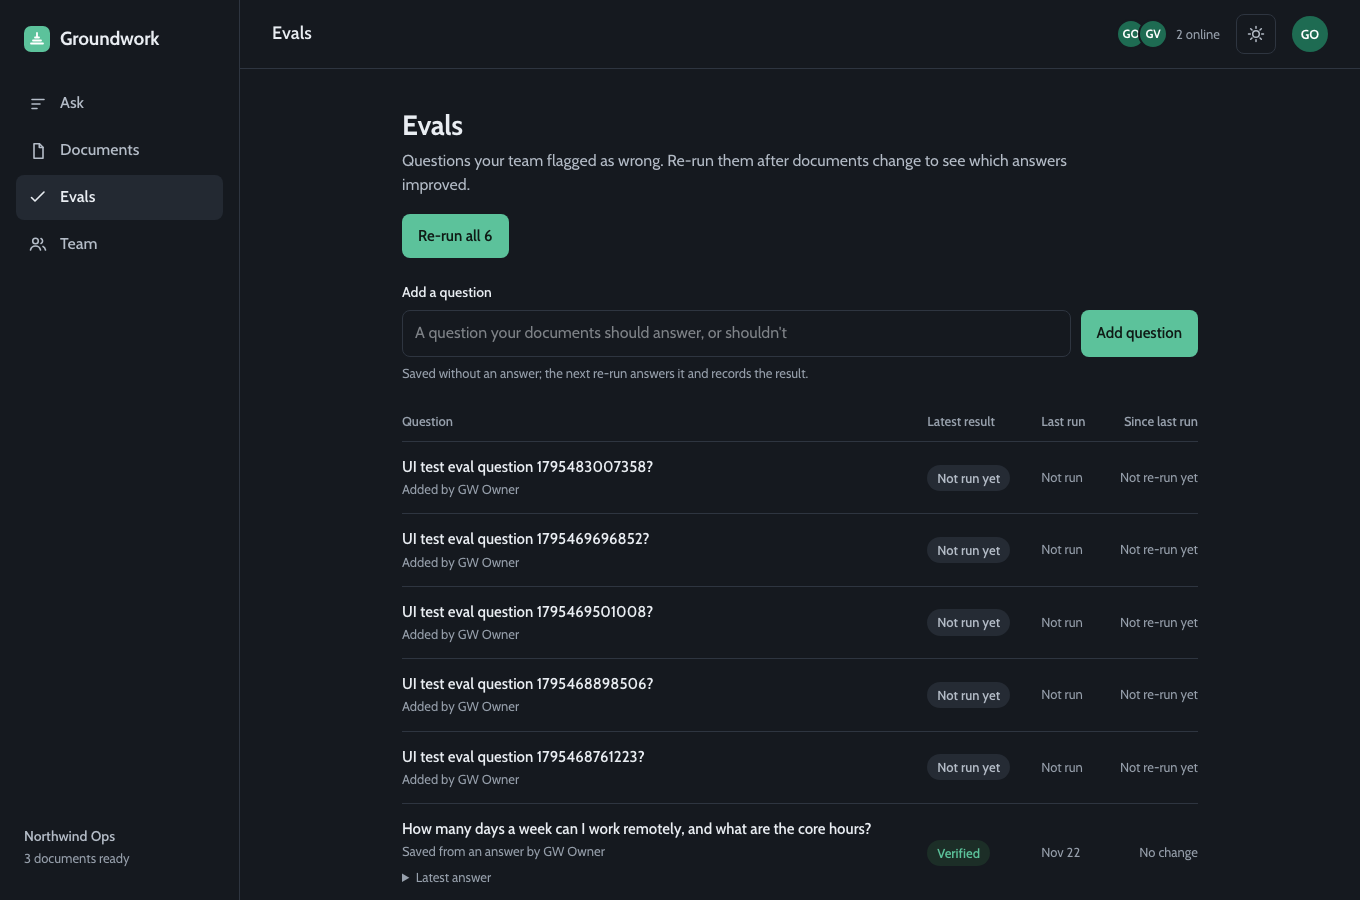 Groundwork
Ask
Documents
Evals
Team
Northwind Ops
3 documents ready
Evals
GO GV 2 online
GO
Evals
Questions your team flagged as wrong. Re-run them after documents change to see which answers
improved.
Re-run all 6
Add a question
A question your documents should answer, or shouldn't
Add question
Saved without an answer; the next re-run answers it and records the result.
Question Latest result Last run Since last run
UI test eval question 1795483007358?
Added by GW Owner
Not run yet Not run Not re-run yet
UI test eval question 1795469696852?
Added by GW Owner
Not run yet Not run Not re-run yet
UI test eval question 1795469501008?
Added by GW Owner
Not run yet Not run Not re-run yet
UI test eval question 1795468898506?
Added by GW Owner
Not run yet Not run Not re-run yet
UI test eval question 1795468761223?
Added by GW Owner
Not run yet Not run Not re-run yet
How many days a week can I work remotely, and what are the core hours?
Saved from an answer by GW Owner
Latest answer
Verified Nov 22 No change